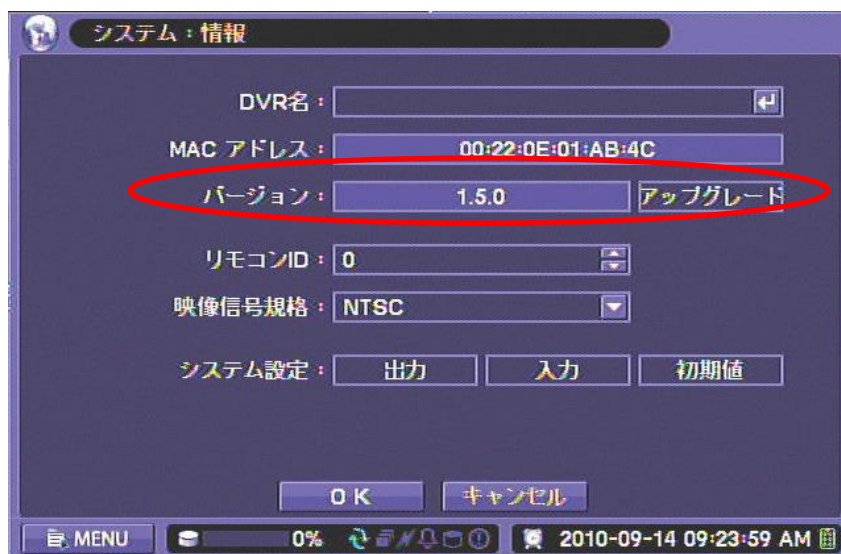 システム：情報
DVR名：
MAC アドレス： 00:22:0E:01:AB:4C
バージョン： 1.5.0 アップグレード
リモコンID： 0
映像信号規格： NTSC
システム設定： 出力 入力 初期値
OK キャンセル
MENU 0% 2010-09-14 09:23:59 AM